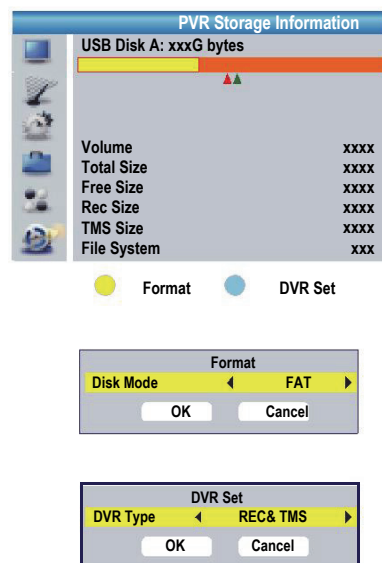 PVR Storage Information
USB Disk A: xxxG bytes
Volume xxxx
Total Size xxxx
Free Size xxxx
Rec Size xxxx
TMS Size xxxx
File System xxx
Format DVR Set
Format
Disk Mode FAT
OK Cancel
DVR Set
DVR Type REC& TMS
OK Cancel